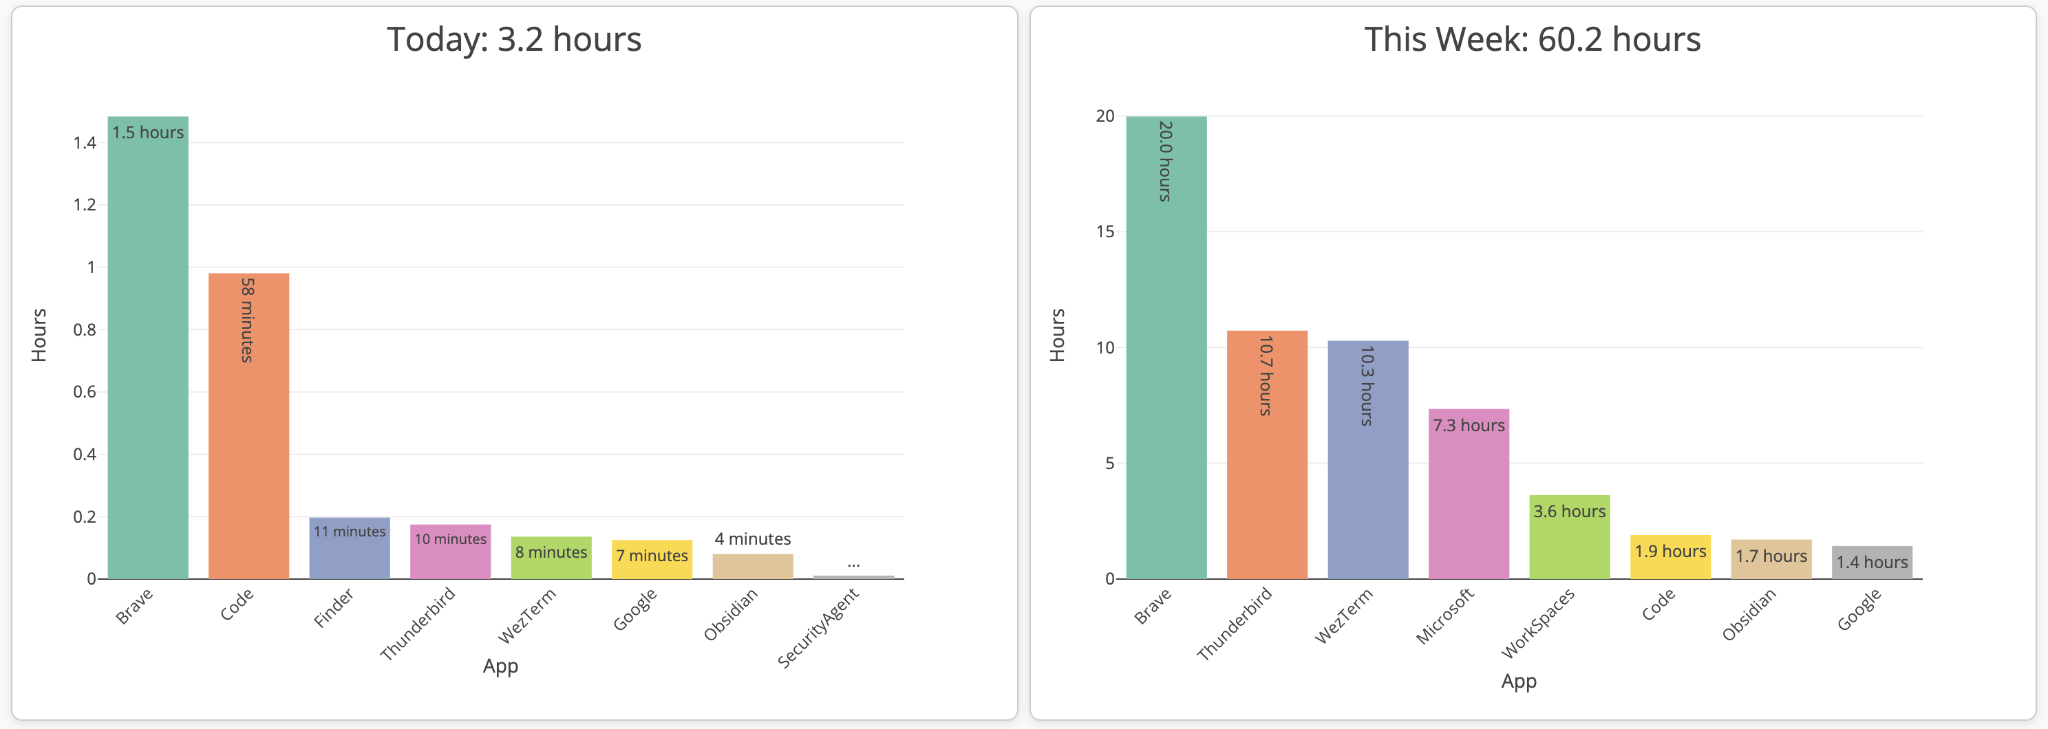 Today: 3.2 hours
Hours
1.4
1.2
1
0.8
0.6
0.4
0.2
0
1.5 hours
58 minutes
11 minutes
10 minutes
8 minutes
7 minutes
4 minutes
...
Brave
Code
Finder
Thunderbird
WezTerm
Google
Obsidian
SecurityAgent
App
This Week: 60.2 hours
Hours
20
15
10
5
0
20.0 hours
10.7 hours
10.3 hours
7.3 hours
3.6 hours
1.9 hours
1.7 hours
1.4 hours
Brave
Thunderbird
WezTerm
Microsoft
WorkSpaces
Code
Obsidian
Google
App